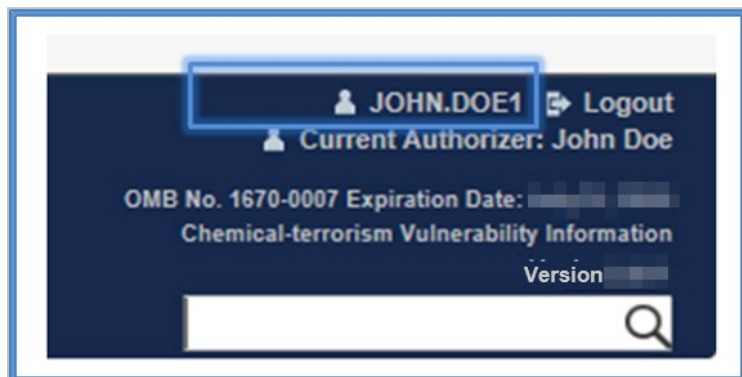 JOHN.DOE1 Logout
Current Authorizer: John Doe
OMB No. 1670-0007 Expiration Date:
Chemical-terrorism Vulnerability Information
Version